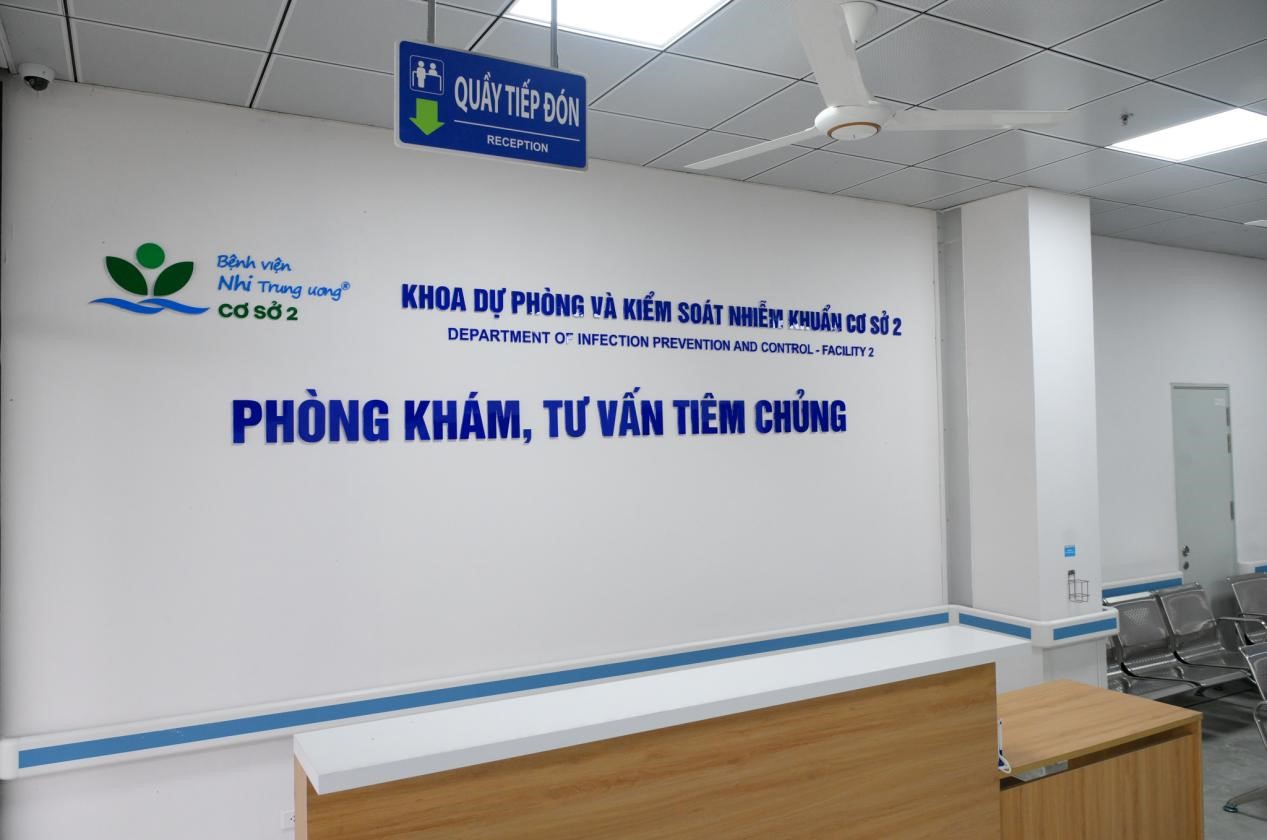 QUẦY TIẾP ĐÓN
RECEPTION
Bệnh viện
Nhi Trung ương®
CƠ SỞ 2
KHOA DỰ PHÒNG VÀ KIỂM SOÁT NHIỄM KHUẨN CƠ SỞ 2
DEPARTMENT OF INFECTION PREVENTION AND CONTROL - FACILITY 2
PHÒNG KHÁM, TƯ VẤN TIÊM CHỦNG